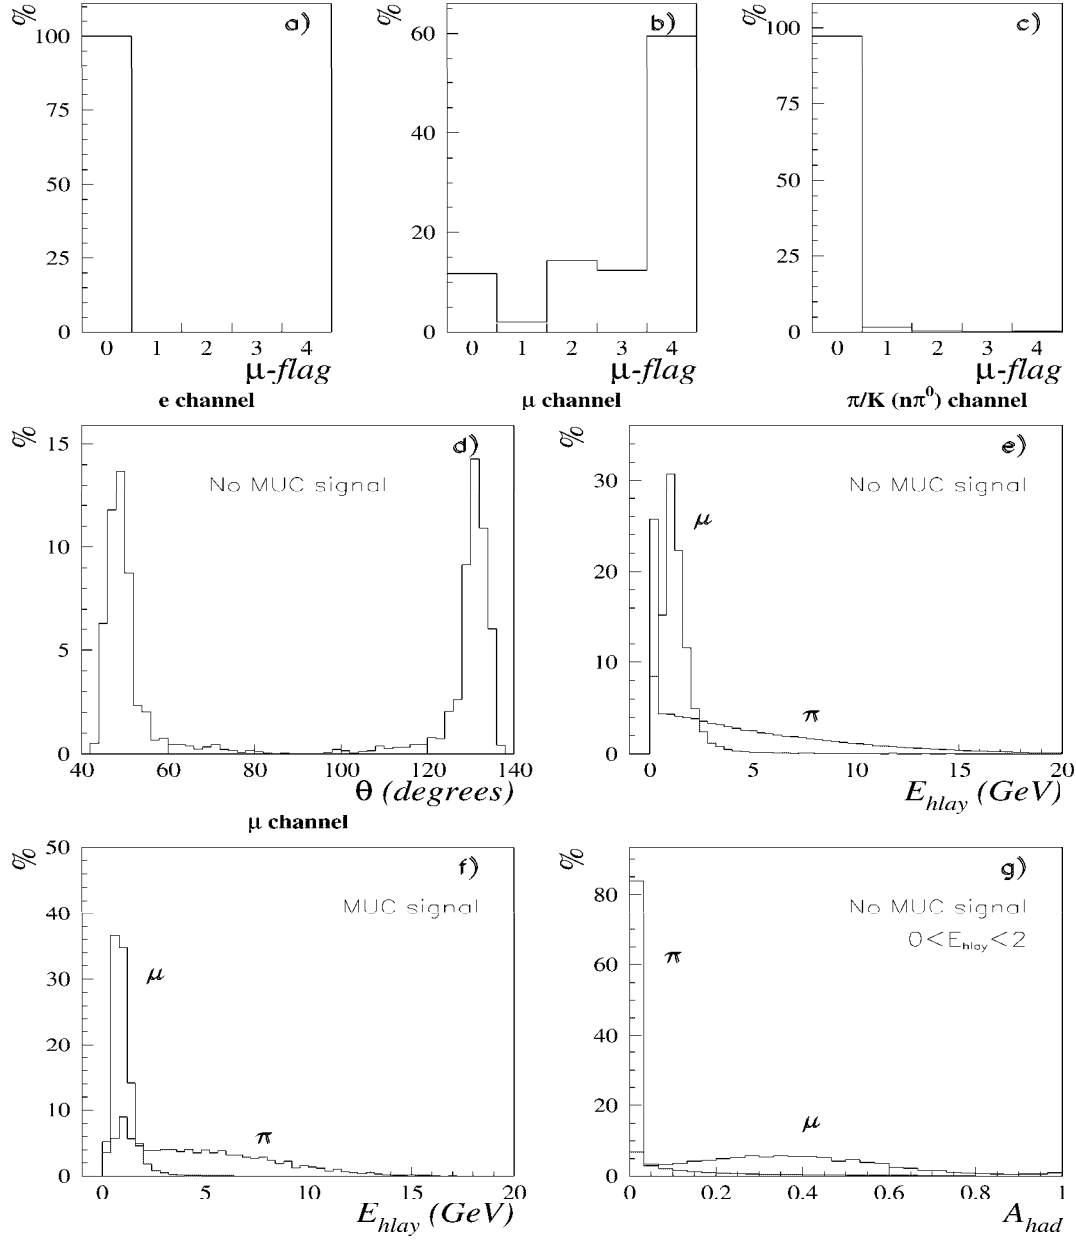 % a) % b) % c)
100 60 100
75 40 75
50 50
25 20 25
0 0 0
0 1 2 3 4 0 1 2 3 4 0 1 2 3 4
μ-flag μ-flag μ-flag
e channel μ channel π/K (nπ⁰) channel
% d) % e)
No MUC signal No MUC signal
15 30
μ
10 20
5 10
π
0 0
40 60 80 100 120 140 0 5 10 15 20
θ (degrees) E_hlay (GeV)
μ channel
% f) % g)
50 80
MUC signal No MUC signal
0<E_hlay<2
40 60
μ π
30 40
20
10 20
π μ
0 0
0 5 10 15 20 0 0.2 0.4 0.6 0.8 1
E_hlay (GeV) A_had